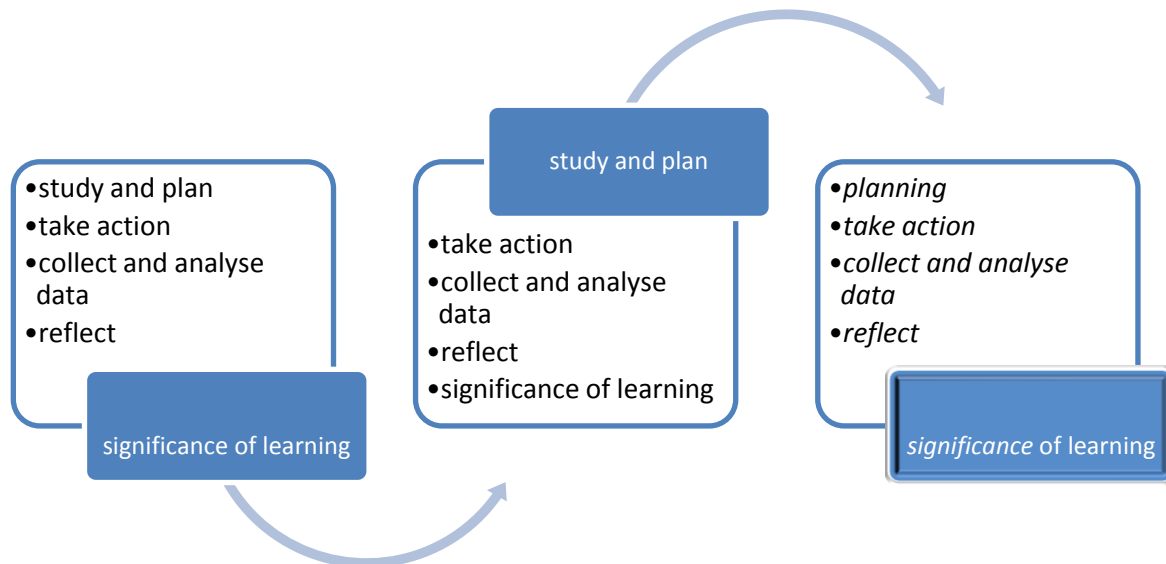 •study and plan
•take action
•collect and analyse
data
•reflect
significance of learning
study and plan
•take action
•collect and analyse
data
•reflect
•significance of learning
•planning
•take action
•collect and analyse
data
•reflect
significance of learning